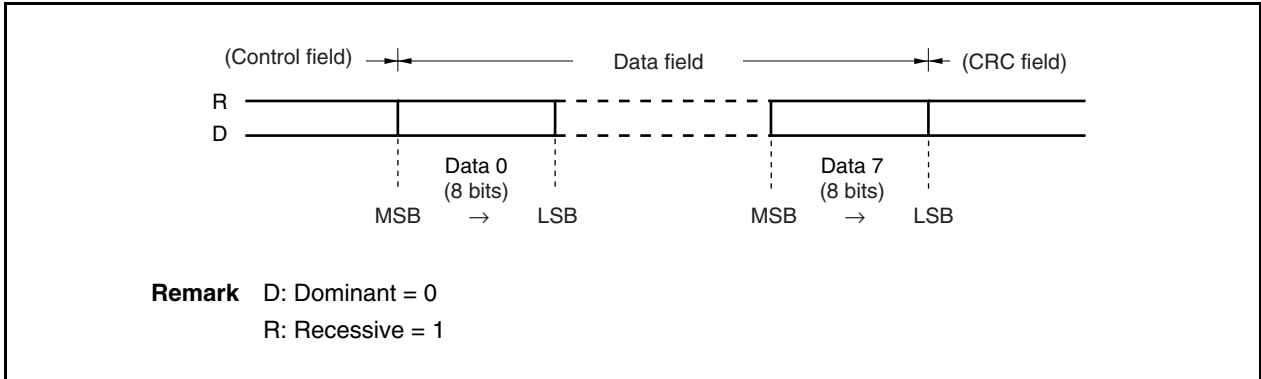 (Control field) Data field (CRC field)
R
D
Data 0 Data 7
(8 bits) (8 bits)
MSB → LSB MSB → LSB
Remark D: Dominant = 0
R: Recessive = 1